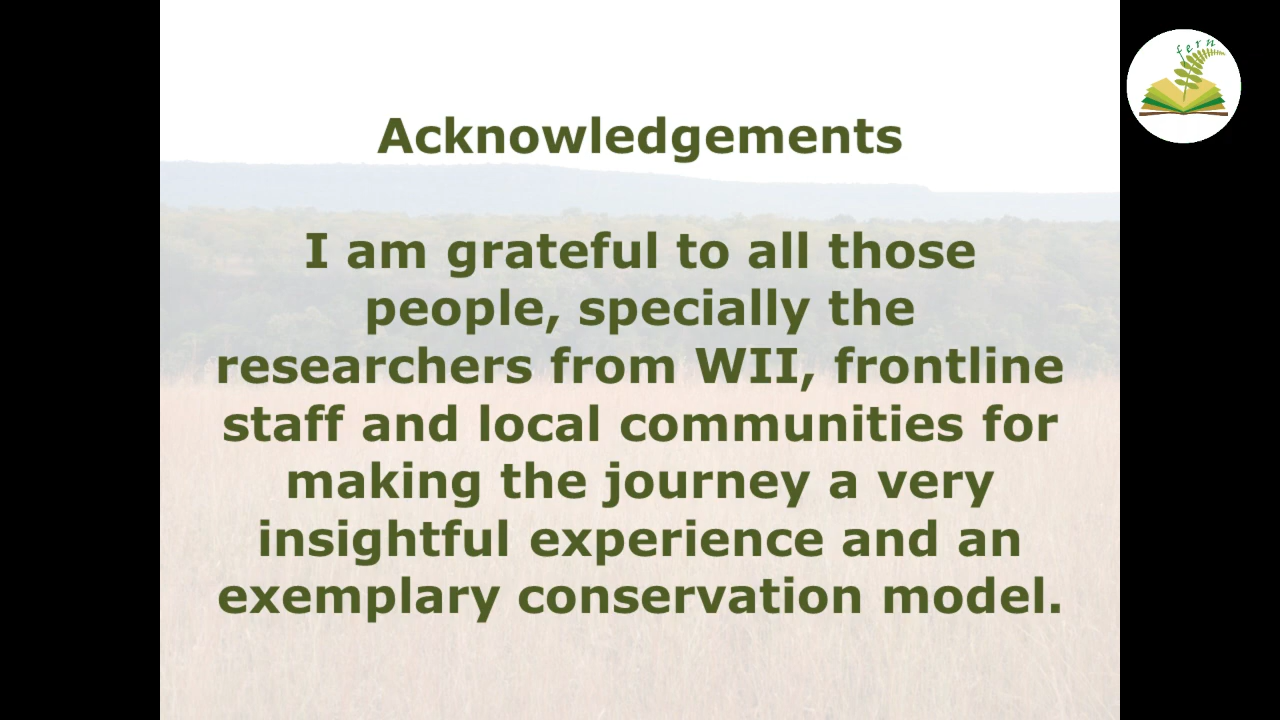 fern
Acknowledgements
I am grateful to all those
people, specially the
researchers from WII, frontline
staff and local communities for
making the journey a very
insightful experience and an
exemplary conservation model.